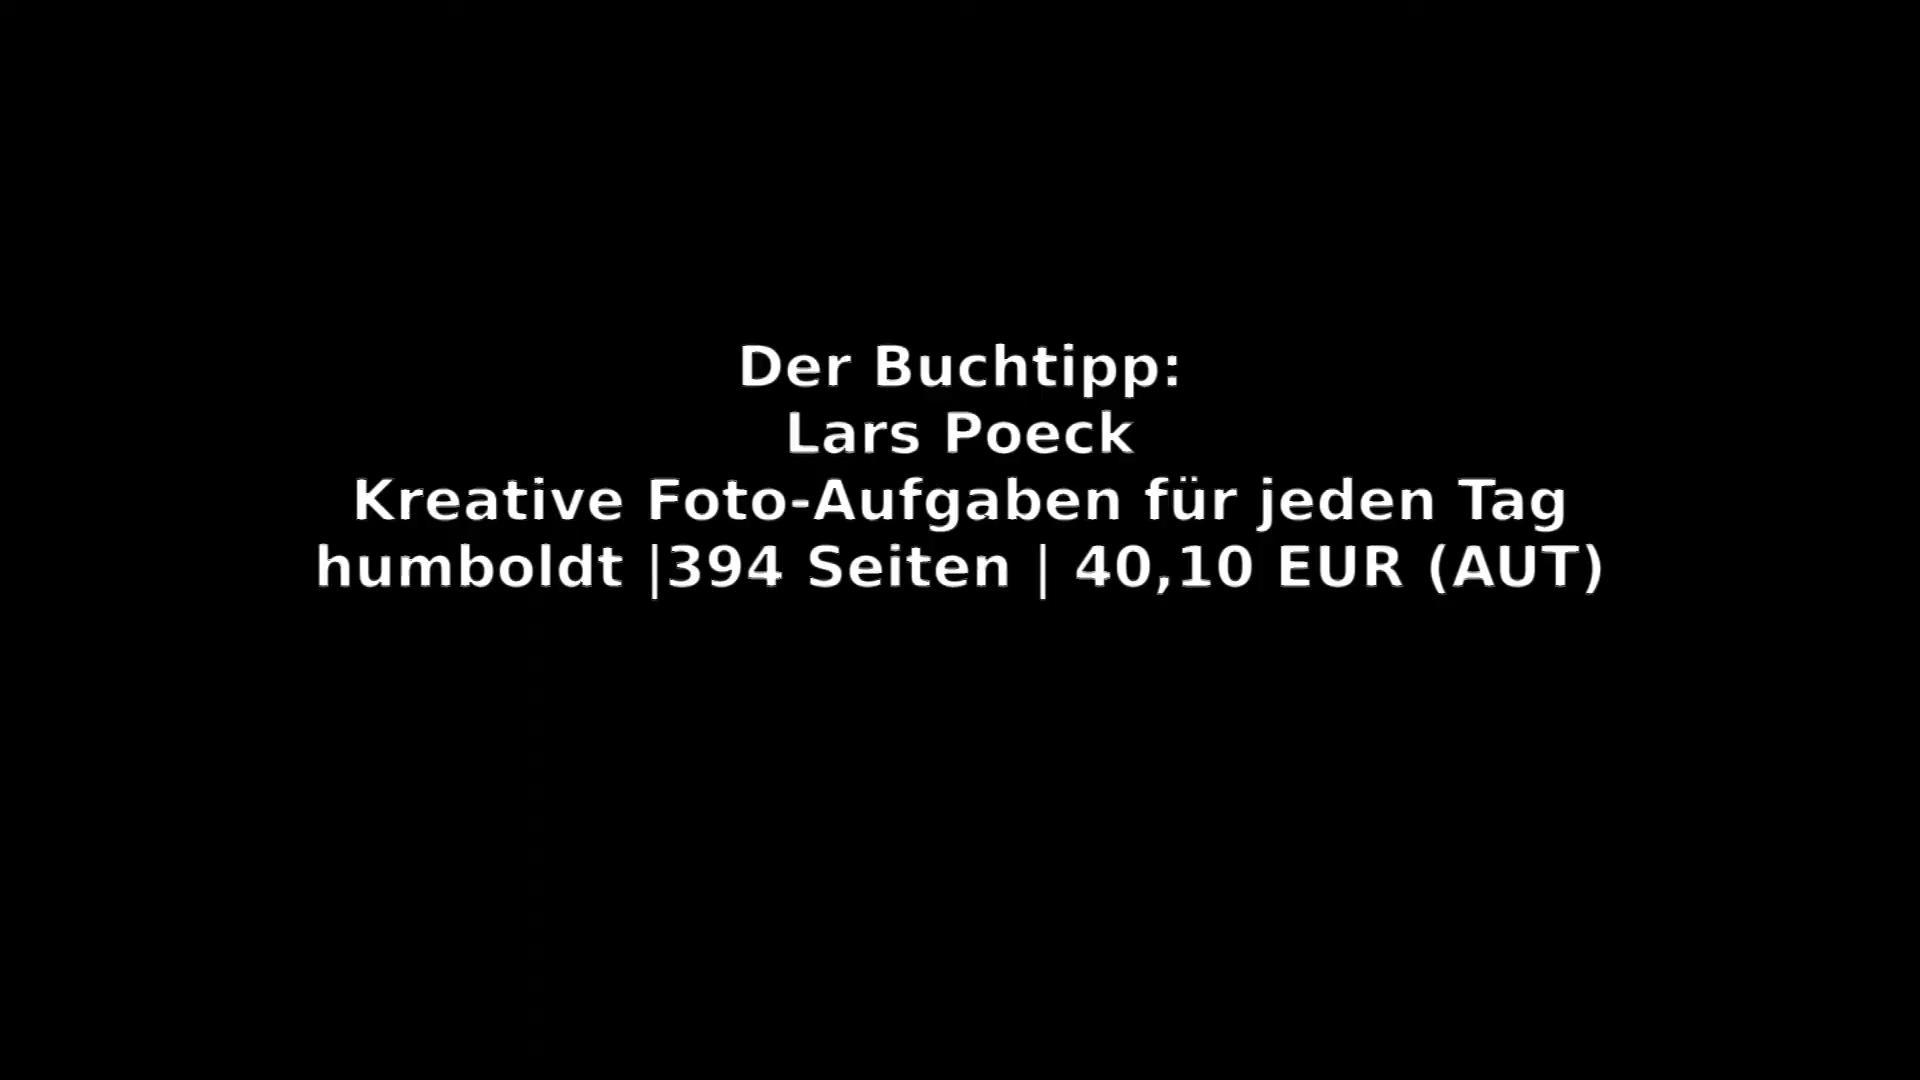 Der Buchtipp:
Lars Poeck
Kreative Foto-Aufgaben für jeden Tag
humboldt |394 Seiten | 40,10 EUR (AUT)